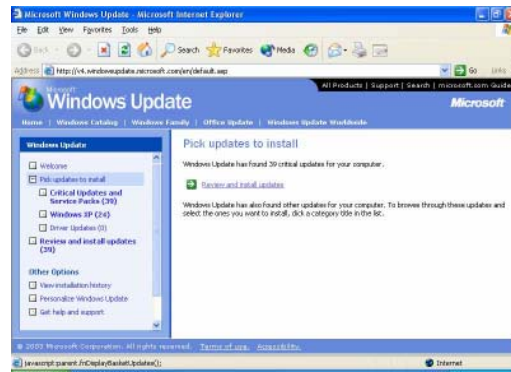 Microsoft Windows Update - Microsoft Internet Explorer
File Edit View Favorites Tools Help
Back Search Favorites Media
Address http://v4.windowsupdate.microsoft.com/en/default.asp Go Links
All Products | Support | Search | microsoft.com Guide
Microsoft
Windows Update
Microsoft
Home | Windows Catalog | Windows Family | Office Update | Windows Update Worldwide
Windows Update
Welcome
Pick updates to install
Critical Updates and
Service Packs (39)
Windows XP (24)
Driver Updates (0)
Review and install updates
(39)
Other Options
View installation history
Personalize Windows Update
Get help and support
Pick updates to install
Windows Update has found 39 critical updates for your computer.
Review and install updates
Windows Update has also found other updates for your computer. To browse through these updates and
select the ones you want to install, click a category title in the list.
© 2003 Microsoft Corporation. All rights reserved. Terms of use. Accessibility.
javascript:parent.fnDisplayBasketUpdates();
Internet